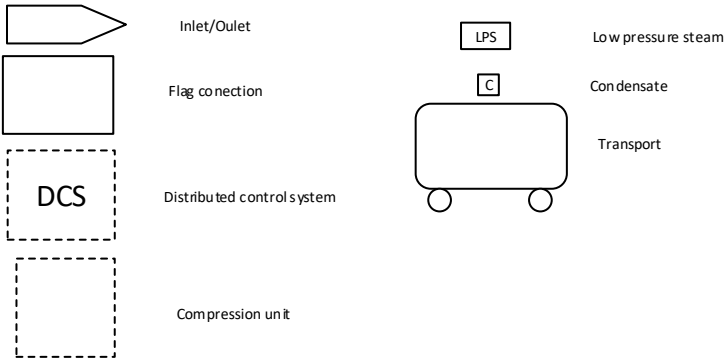 Inlet/Oulet
Flag conection
DCS
Distributed control system
Compression unit
LPS
Low pressure steam
C
Condensate
Transport